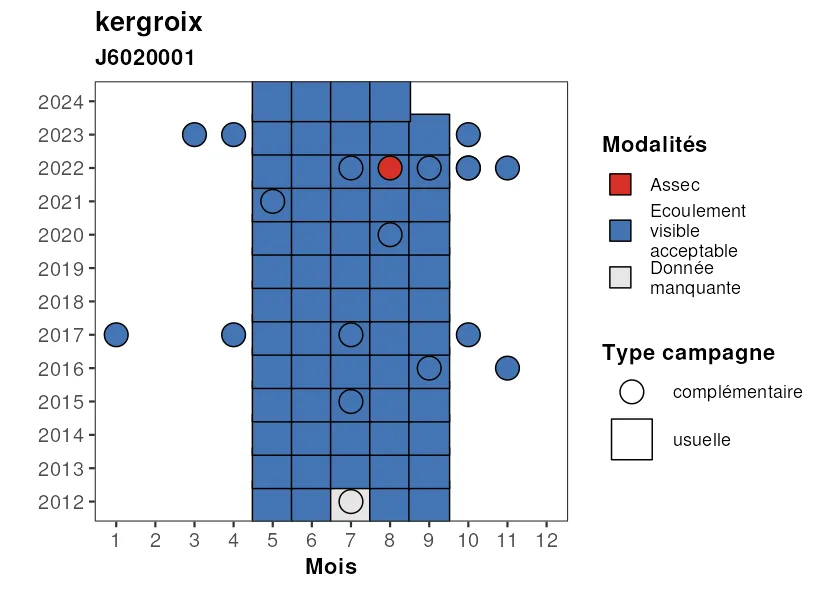 kergroix
J6020001
2024
2023
2022
2021
2020
2019
2018
2017
2016
2015
2014
2013
2012
1 2 3 4 5 6 7 8 9 10 11 12
Mois
Modalités
Assec
Ecoulement
visible
acceptable
Donnée
manquante
Type campagne
complémentaire
usuelle